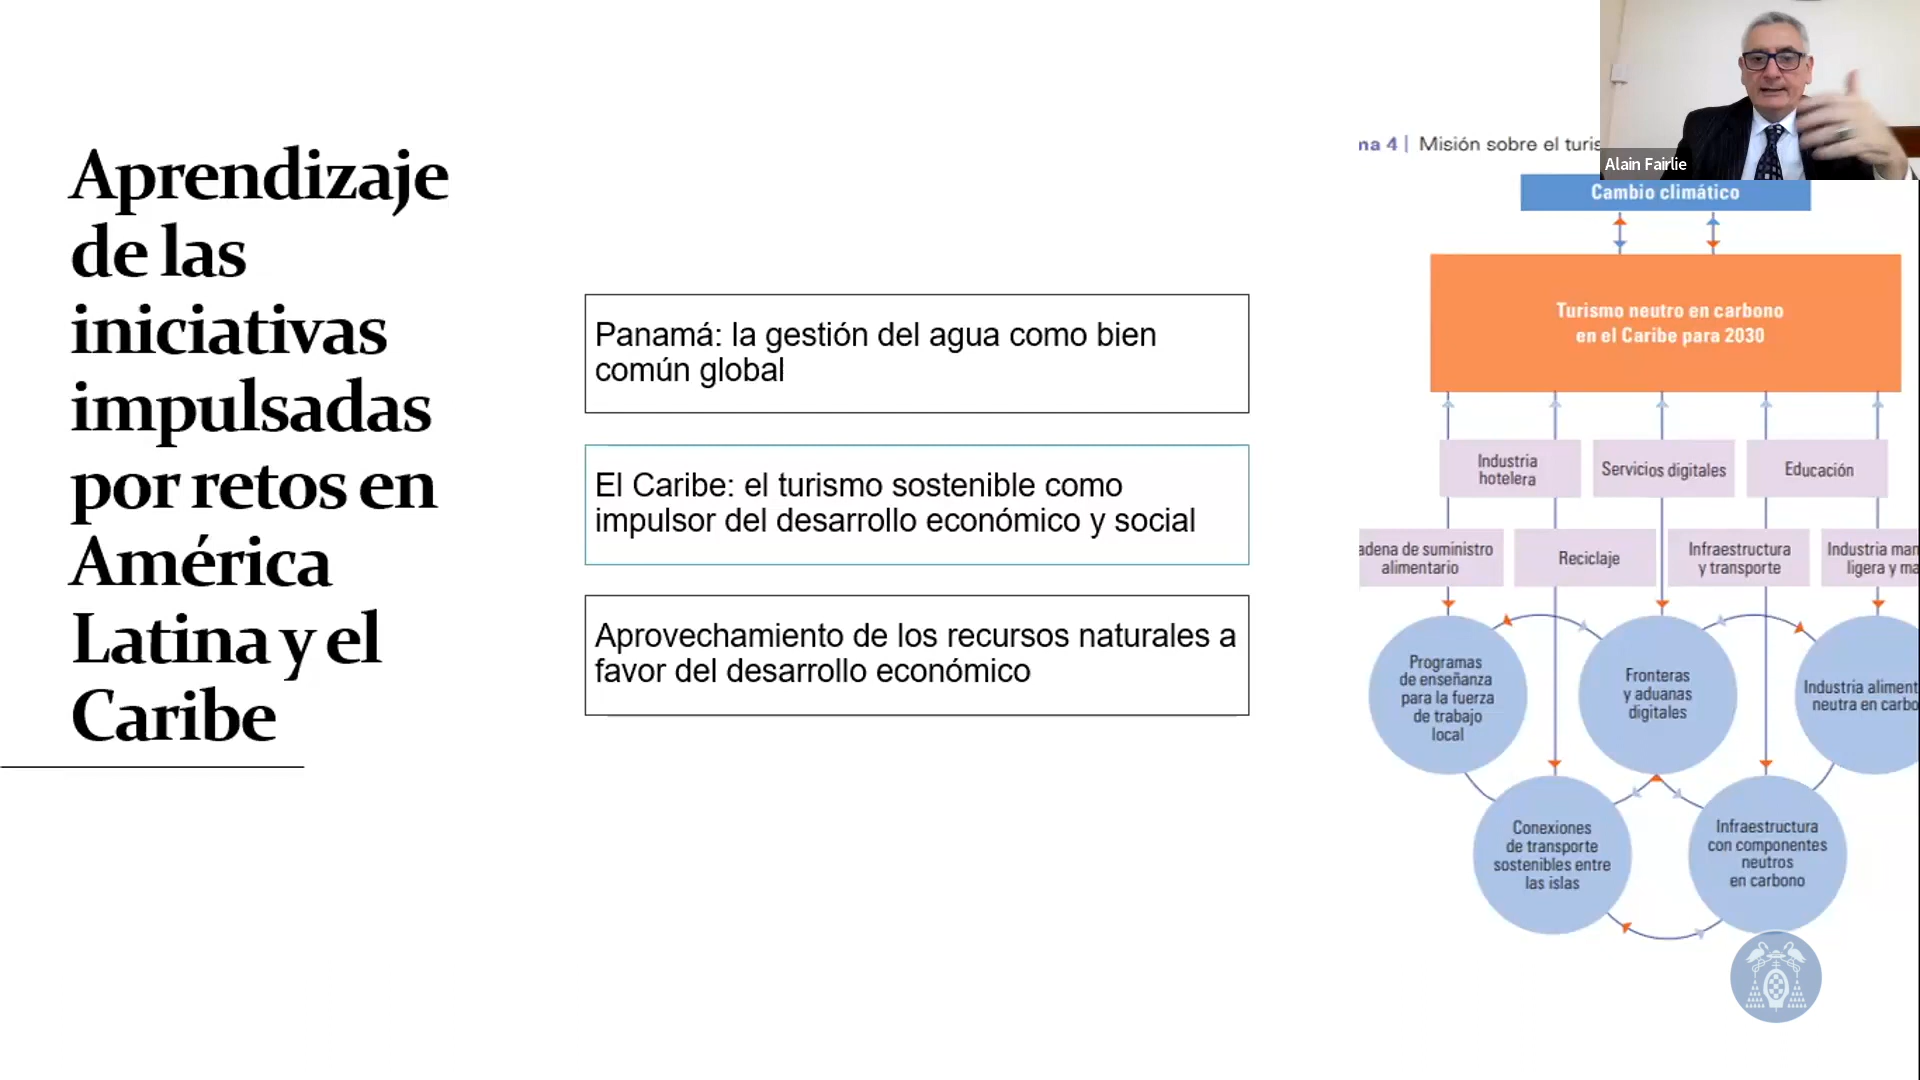 Aprendizaje
de las
iniciativas
impulsadas
por retos en
América
Latina y el
Caribe
Panamá: la gestión del agua como bien
común global
El Caribe: el turismo sostenible como
impulsor del desarrollo económico y social
Aprovechamiento de los recursos naturales a
favor del desarrollo económico
Alain Fairlie
na 4 | Misión sobre el turis
Cambio climático
Turismo neutro en carbono
en el Caribe para 2030
Industria
hotelera
Servicios digitales
Educación
adena de suministro
alimentario
Reciclaje
Infraestructura
y transporte
Industria man
ligera y ma
Programas
de enseñanza
para la fuerza
de trabajo
local
Fronteras
y aduanas
digitales
Industria aliment
neutra en carbo
Conexiones
de transporte
sostenibles entre
las islas
Infraestructura
con componentes
neutros
en carbono